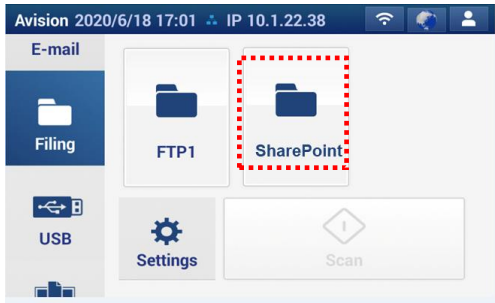 Avision 2020/6/18 17:01 IP 10.1.22.38
E-mail
Filing
FTP1
SharePoint
USB
Settings
Scan